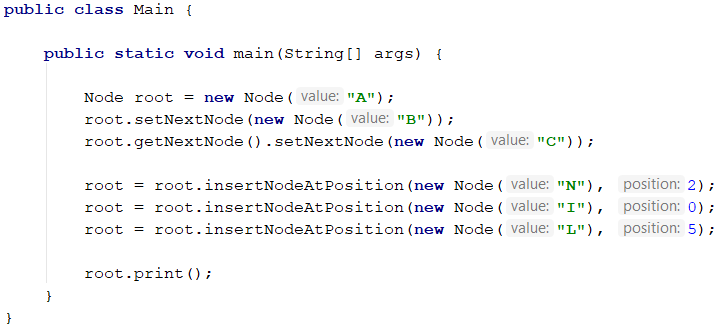 public class Main {
public static void main(String[] args) {
Node root = new Node( value: "A");
root.setNextNode(new Node( value: "B"));
root.getNextNode().setNextNode(new Node( value: "C"));
root = root.insertNodeAtPosition(new Node( value: "N"), position: 2);
root = root.insertNodeAtPosition(new Node( value: "I"), position: 0);
root = root.insertNodeAtPosition(new Node( value: "L"), position: 5);
root.print();
}
}